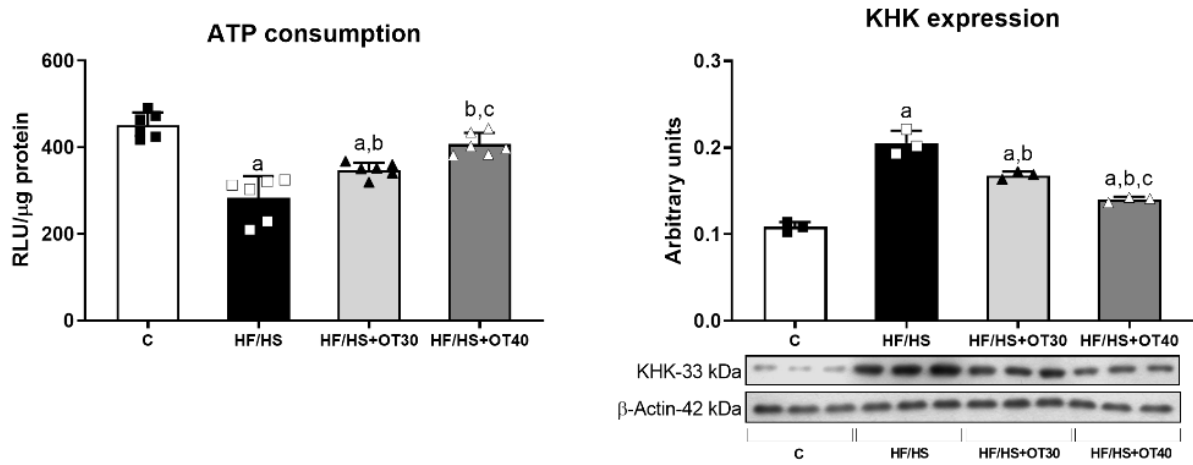 ATP consumption
RLU/µg protein
600
400
200
0
a
a,b
b,c
C
HF/HS
HF/HS+OT30
HF/HS+OT40
KHK expression
Arbitrary units
0.3
0.2
0.1
0.0
a
a,b
a,b,c
C
HF/HS
HF/HS+OT30
HF/HS+OT40
KHK-33 kDa
β-Actin-42 kDa
C
HF/HS
HF/HS+OT30
HF/HS+OT40